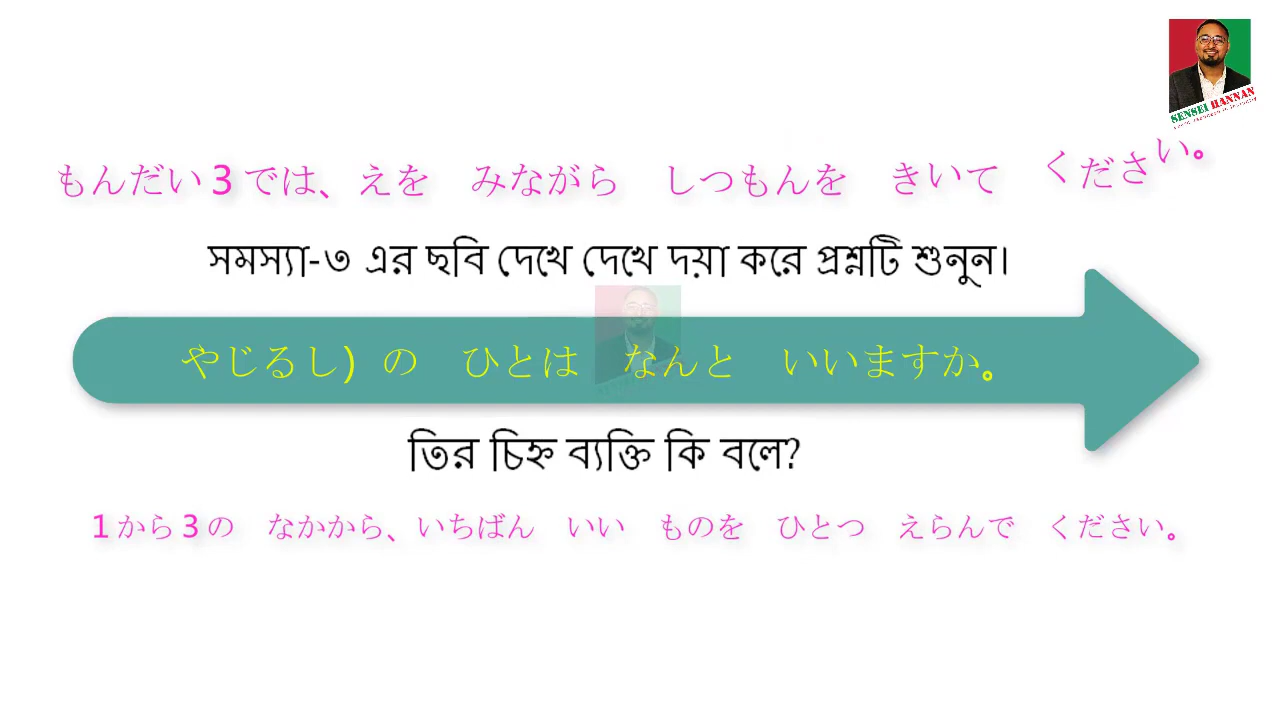 SENSEI HANNAN
もんだい3では、えを　みながら　しつもんを　きいて　ください。
সমস্যা-৩ এর ছবি দেখে দেখে দয়া করে প্রশ্নটি শুনুন।
やじるし) の　ひとは　なんと　いいますか。
তির চিহ্ন ব্যক্তি কি বলে?
1から3の　なかから、いちばん　いい　ものを　ひとつ　えらんで　ください。